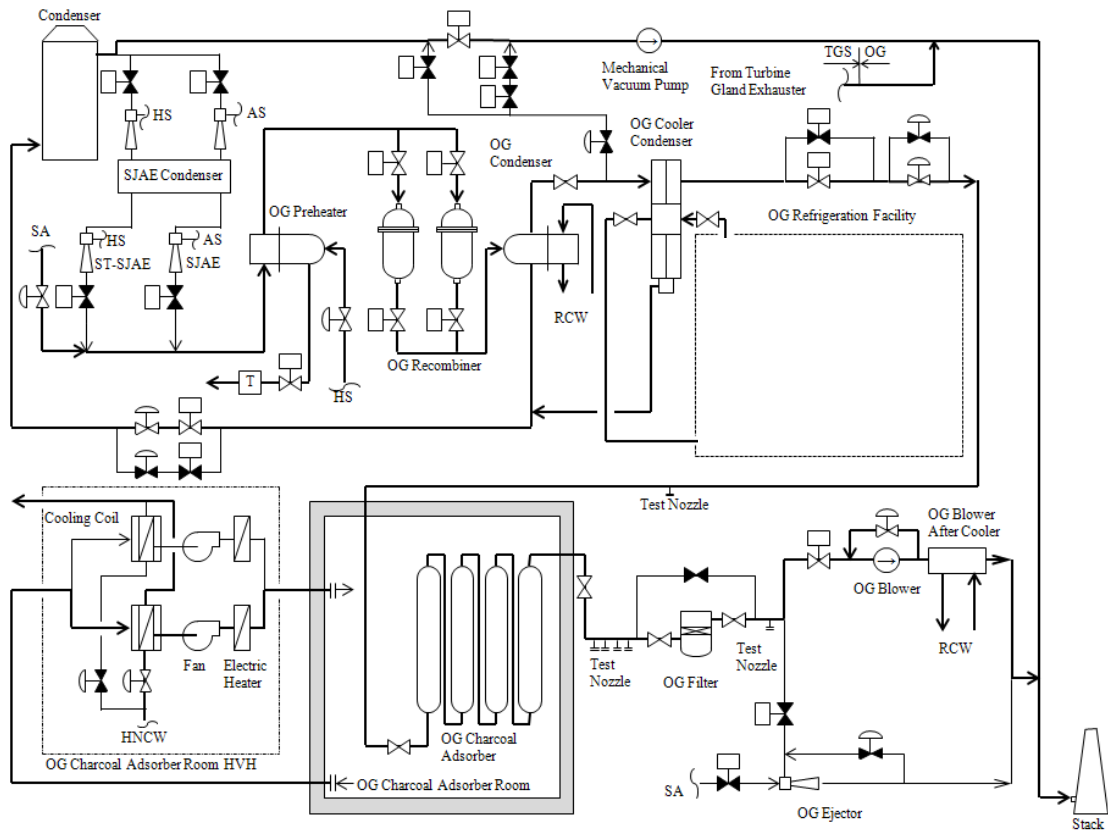 Condenser
TGS
OG
Mechanical
Vacuum Pump
From Turbine
Gland Exhauster
HS
AS
OG
Condenser
OG Cooler
Condenser
SJAE Condenser
OG Preheater
OG Refrigeration Facility
SA
HS
AS
ST-SJAE
SJAE
RCW
OG Recombiner
T
HS
Test Nozzle
Cooling Coil
OG Blower
After Cooler
OG Blower
Fan
Electric
Heater
Test
Nozzle
OG Filter
Test
Nozzle
RCW
HNCW
OG Charcoal
Adsorber
OG Charcoal Adsorber Room HVH
OG Charcoal Adsorber Room
SA
OG Ejector
Stack